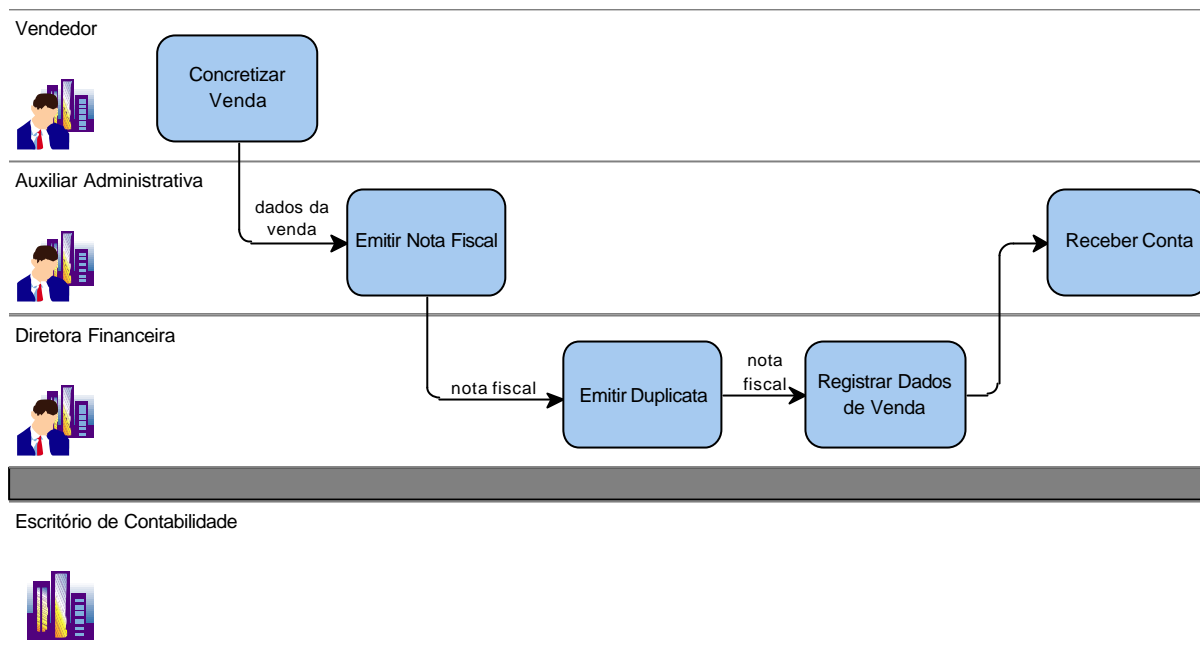 Vendedor
Concretizar
Venda
Auxiliar Administrativa
dados da
venda
Emitir Nota Fiscal
Receber Conta
Diretora Financeira
nota fiscal
Emitir Duplicata
nota
fiscal
Registrar Dados
de Venda
Escritório de Contabilidade